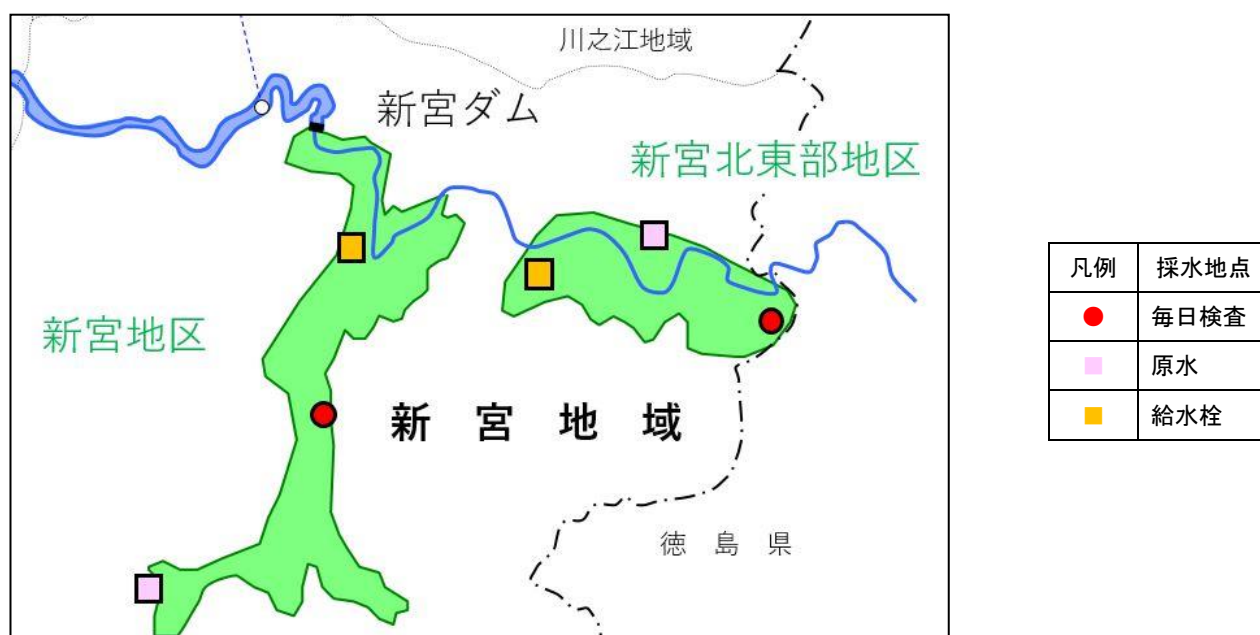 川之江地域
新宮ダム
新宮北東部地区
新宮地区
新宮地域
徳島県
凡例 採水地点
毎日検査
原水
給水栓